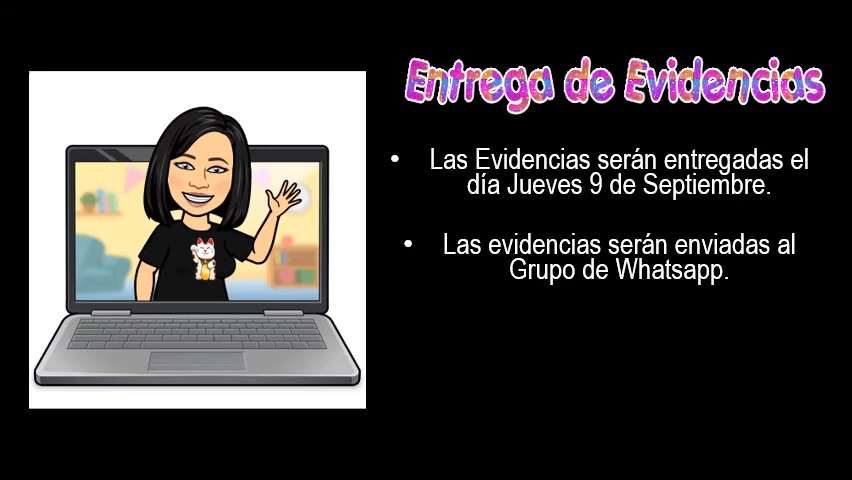 Entrega de Evidencias
• Las Evidencias serán entregadas el
día Jueves 9 de Septiembre.
• Las evidencias serán enviadas al
Grupo de Whatsapp.